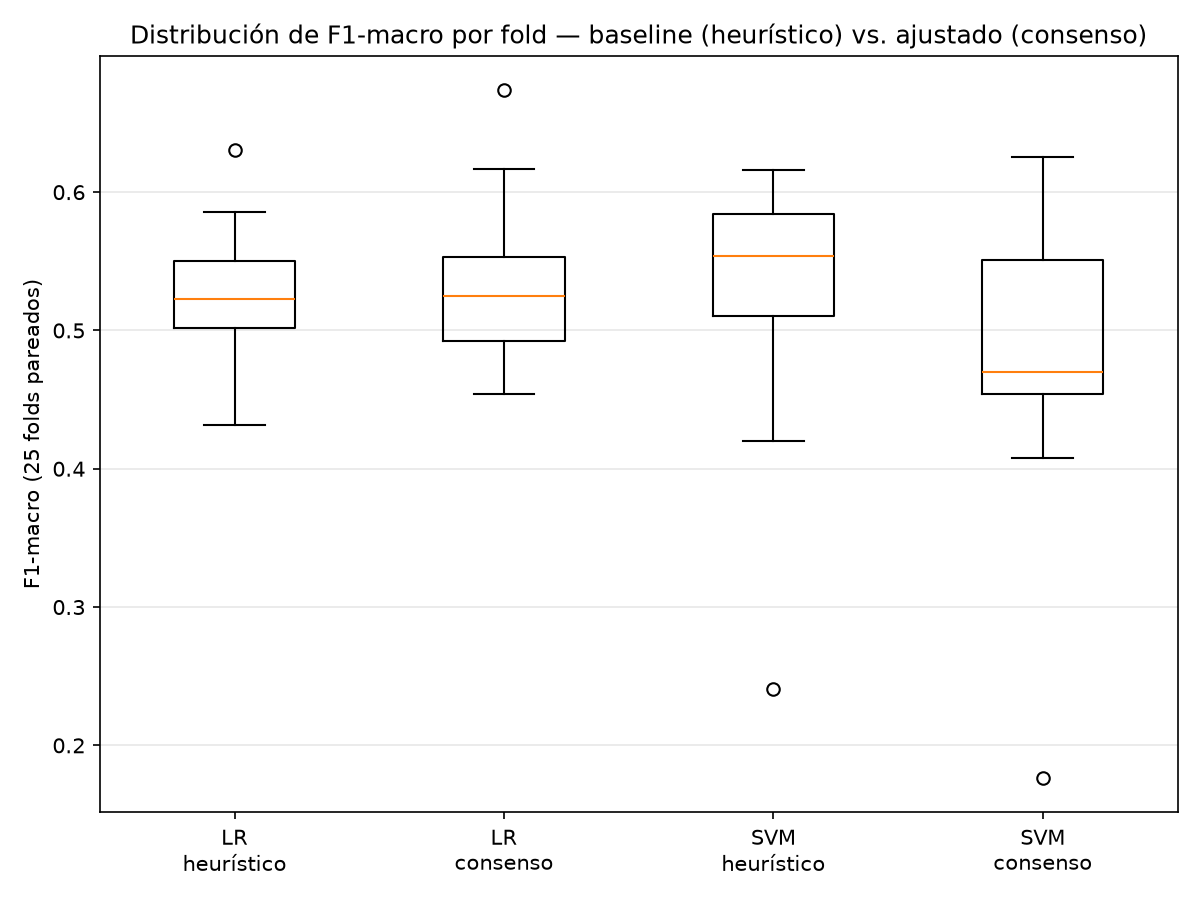 Distribución de F1-macro por fold — baseline (heurístico) vs. ajustado (consenso)
F1-macro (25 folds pareados)
0.6
0.5
0.4
0.3
0.2
LR
heurístico
LR
consenso
SVM
heurístico
SVM
consenso